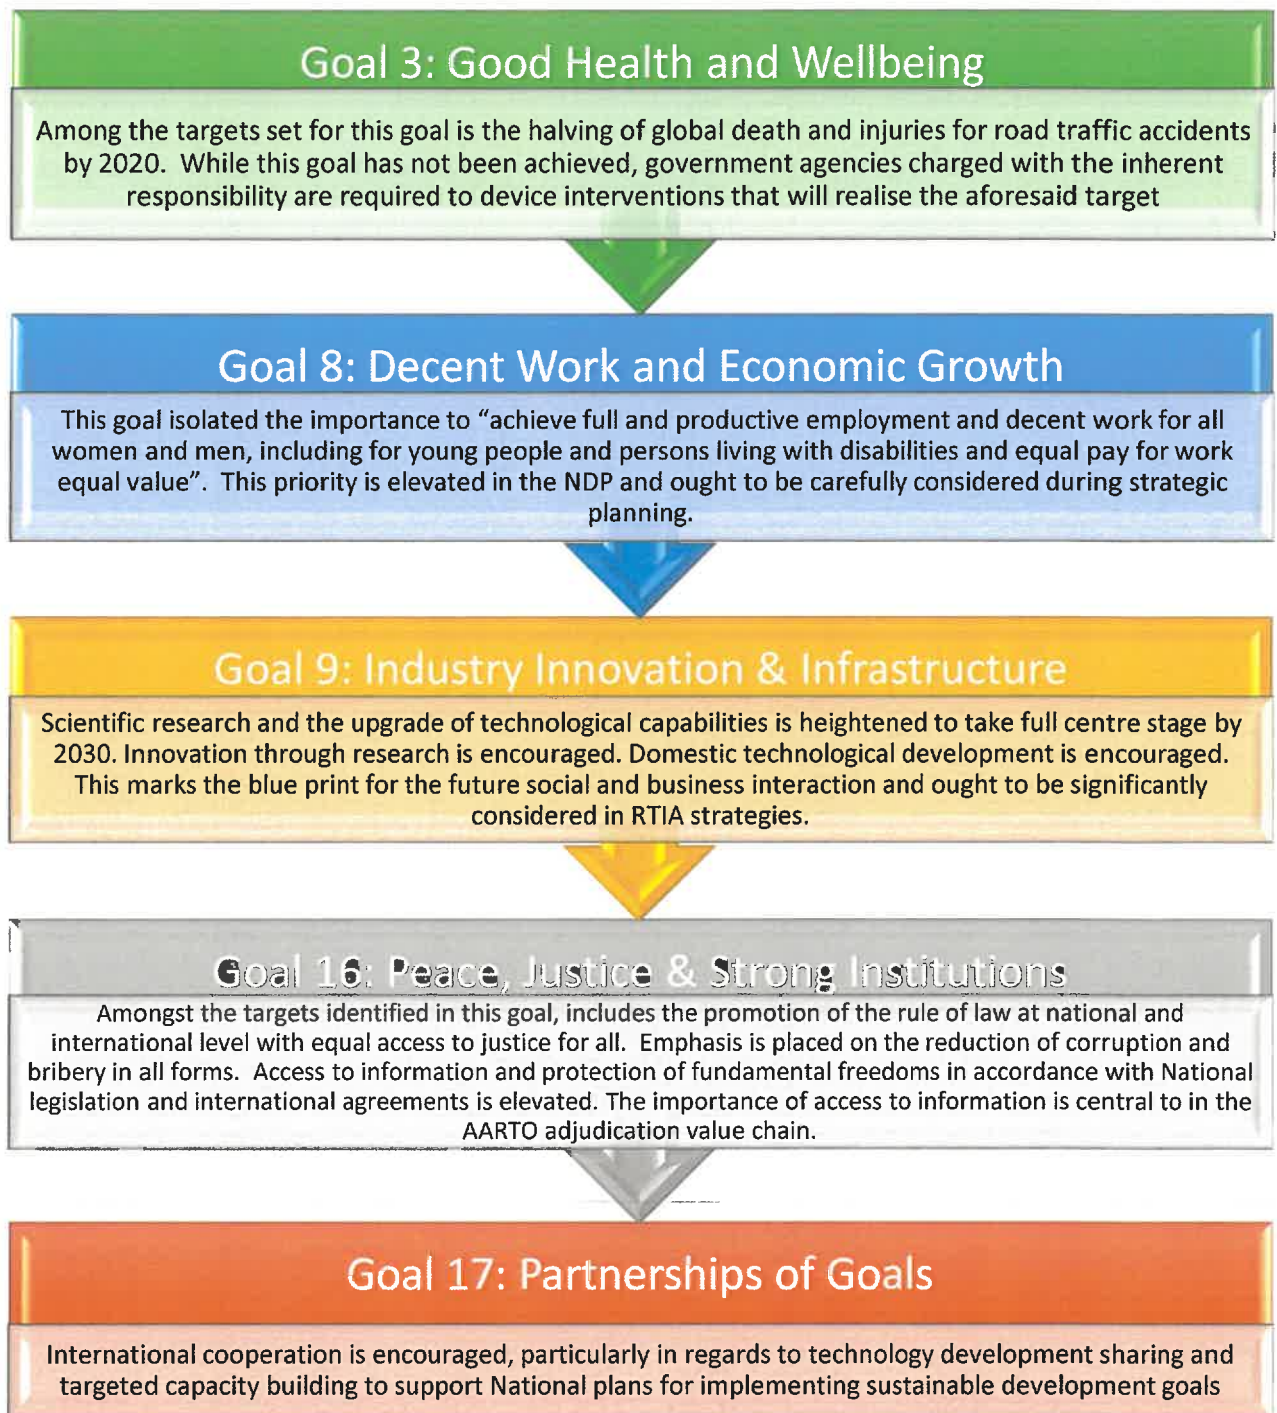 Goal 3: Good Health and Wellbeing
Among the targets set for this goal is the halving of global death and injuries for road traffic accidents
by 2020. While this goal has not been achieved, government agencies charged with the inherent
responsibility are required to device interventions that will realise the aforesaid target
Goal 8: Decent Work and Economic Growth
This goal isolated the importance to “achieve full and productive employment and decent work for all
women and men, including for young people and persons living with disabilities and equal pay for work
equal value”. This priority is elevated in the NDP and ought to be carefully considered during strategic
planning.
Goal 9: Industry Innovation & Infrastructure
Scientific research and the upgrade of technological capabilities is heightened to take full centre stage by
2030. Innovation through research is encouraged. Domestic technological development is encouraged.
This marks the blue print for the future social and business interaction and ought to be significantly
considered in RTIA strategies.
Goal 16: Peace, Justice & Strong Institutions
Amongst the targets identified in this goal, includes the promotion of the rule of law at national and
international level with equal access to justice for all. Emphasis is placed on the reduction of corruption and
bribery in all forms. Access to information and protection of fundamental freedoms in accordance with National
legislation and international agreements is elevated. The importance of access to information is central to in the
AARTO adjudication value chain.
Goal 17: Partnerships of Goals
International cooperation is encouraged, particularly in regards to technology development sharing and
targeted capacity building to support National plans for implementing sustainable development goals